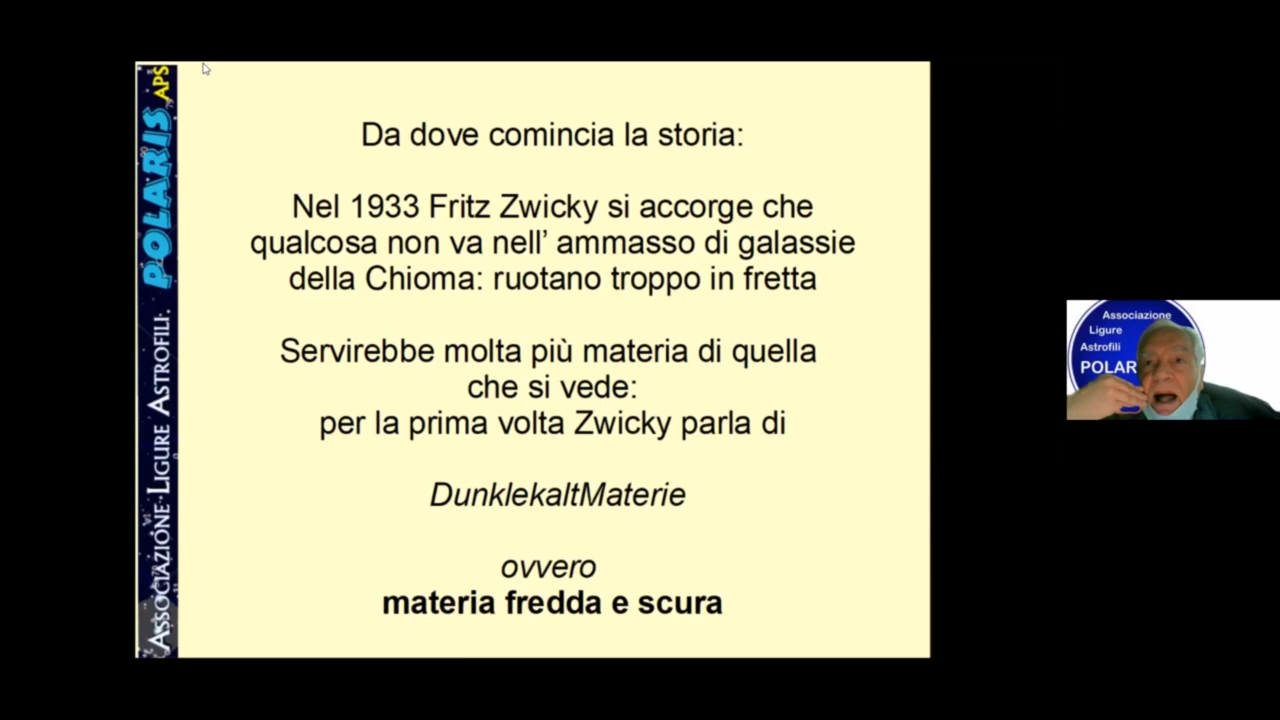 Da dove comincia la storia:
Nel 1933 Fritz Zwicky si accorge che
qualcosa non va nell’ ammasso di galassie
della Chioma: ruotano troppo in fretta
Servirebbe molta più materia di quella
che si vede:
per la prima volta Zwicky parla di
DunklekaltMaterie
ovvero
materia fredda e scura
ASSOCIAZIONE LIGURE ASTROFILI POLARIS APS
Associazione
Ligure
Astrofili
POLAR